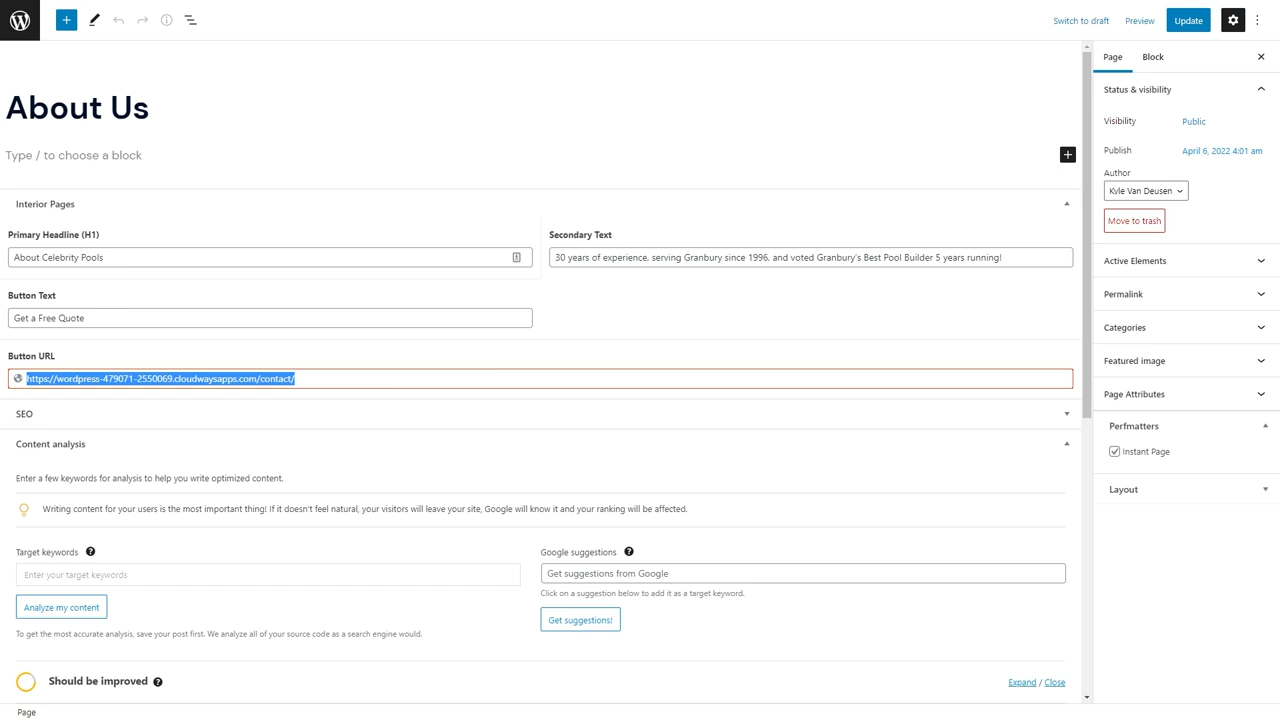 Switch to draft Preview Update
Page Block
About Us
Status & visibility
Visibility Public
Type / to choose a block
Publish April 6, 2022 4:01 am
Author
Kyle Van Deusen
Move to trash
Interior Pages
Primary Headline (H1) Secondary Text
About Celebrity Pools 30 years of experience, serving Granbury since 1996, and voted Granbury's Best Pool Builder 5 years running!
Active Elements
Button Text
Permalink
Get a Free Quote
Categories
Button URL
Featured image
https://wordpress-479071-2550069.cloudwaysapps.com/contact/
Page Attributes
SEO
Perfmatters
Content analysis
Instant Page
Enter a few keywords for analysis to help you write optimized content.
Layout
Writing content for your users is the most important thing! If it doesn't feel natural, your visitors will leave your site, Google will know it and your ranking will be affected.
Target keywords ? Google suggestions ?
Enter your target keywords Get suggestions from Google
Click on a suggestion below to add it as a target keyword.
Analyze my content Get suggestions!
To get the most accurate analysis, save your post first. We analyze all of your source code as a search engine would.
Should be improved ? Expand / Close
Page